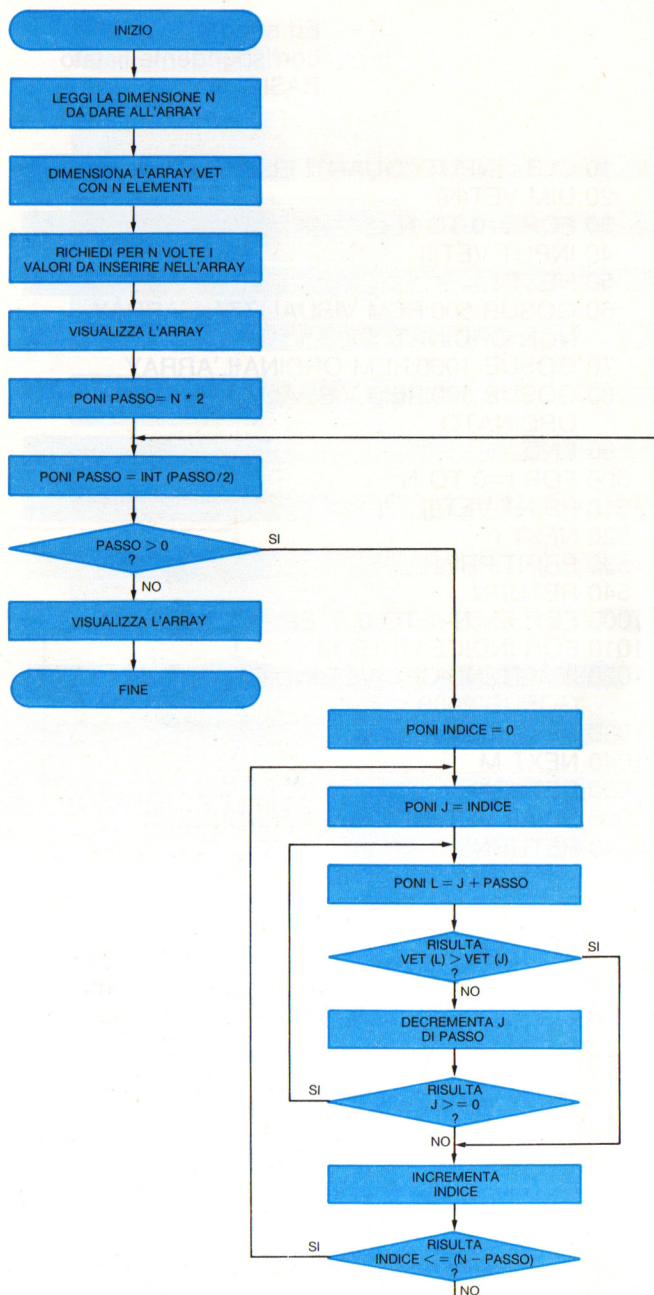 INIZIO
LEGGI LA DIMENSIONE N
DA DARE ALL'ARRAY
DIMENSIONA L'ARRAY VET
CON N ELEMENTI
RICHIEDI PER N VOLTE I
VALORI DA INSERIRE NELL'ARRAY
VISUALIZZA L'ARRAY
PONI PASSO= N * 2
PONI PASSO = INT (PASSO/2)
PASSO > 0
?
SI
NO
VISUALIZZA L'ARRAY
FINE
PONI INDICE = 0
PONI J = INDICE
PONI L = J + PASSO
RISULTA
VET (L) > VET (J)
?
SI
NO
DECREMENTA J
DI PASSO
RISULTA
J > = 0
?
SI
NO
INCREMENTA
INDICE
RISULTA
INDICE < = (N – PASSO)
?
SI
NO